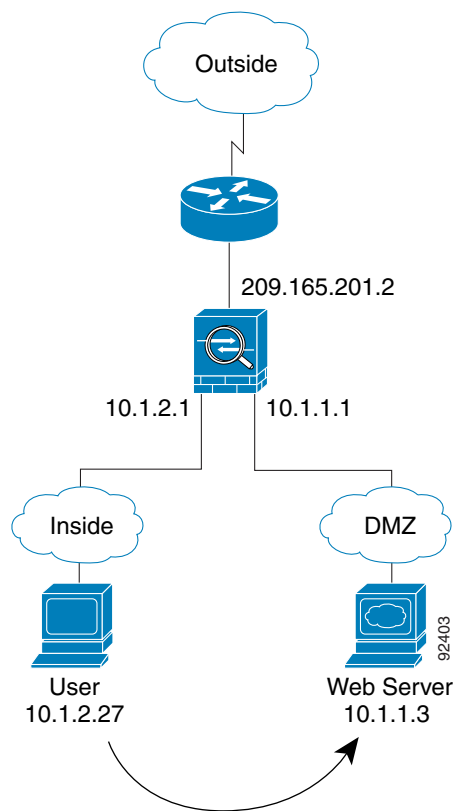 Outside
209.165.201.2
10.1.2.1
10.1.1.1
Inside
DMZ
92403
User
10.1.2.27
Web Server
10.1.1.3